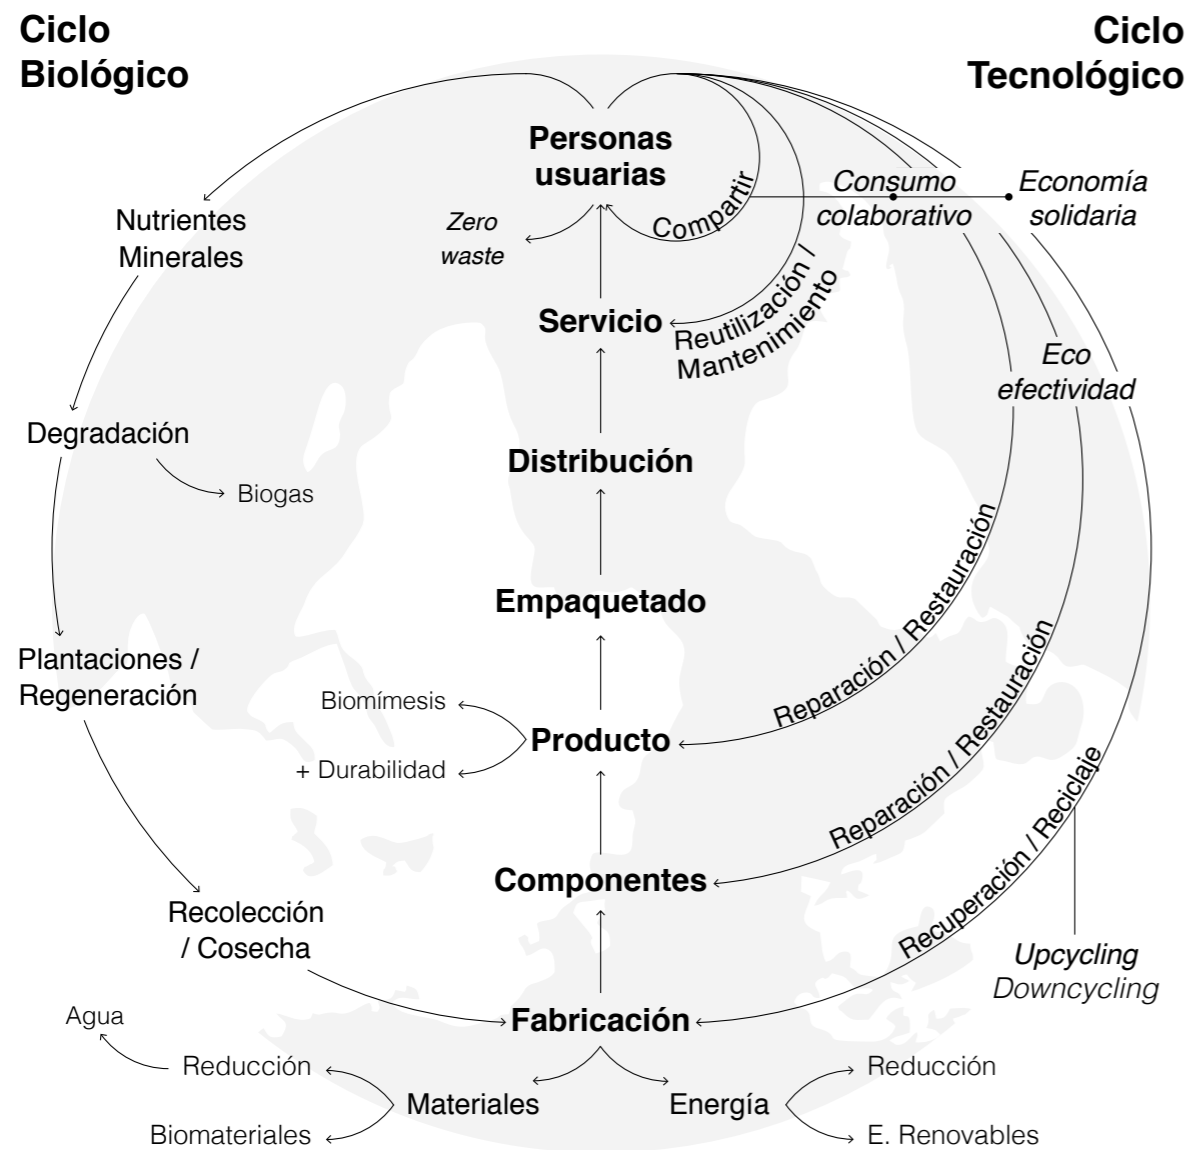 Ciclo
Biológico
Ciclo
Tecnológico
Personas
usuarias
Compartir
Consumo
colaborativo
Economía
solidaria
Nutrientes
Minerales
Zero
waste
Servicio
Reutilización /
Mantenimiento
Eco
efectividad
Degradación
Biogas
Distribución
Empaquetado
Reparación / Restauración
Plantaciones /
Regeneración
Biomímesis
Producto
+ Durabilidad
Reparación / Restauración
Componentes
Recuperación / Reciclaje
Recolección
/ Cosecha
Upcycling
Downcycling
Fabricación
Agua
Reducción
Materiales
Biomateriales
Energía
Reducción
E. Renovables